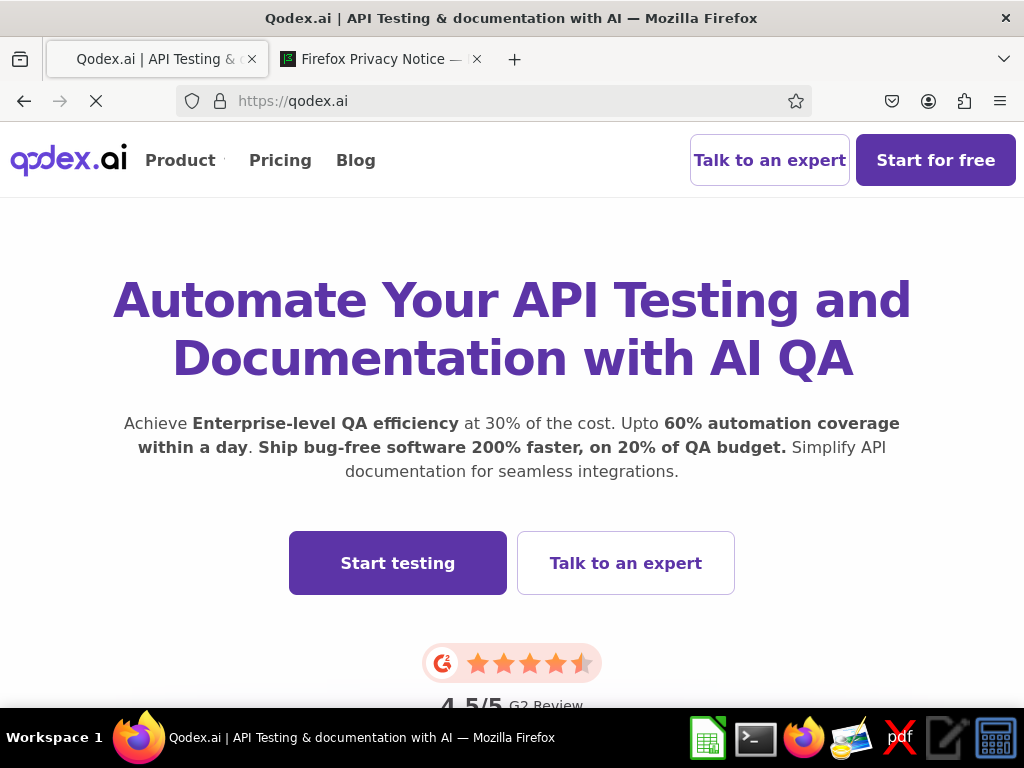 Qodex.ai | API Testing & documentation with AI — Mozilla Firefox
Qodex.ai | API Testing &
Firefox Privacy Notice —
https://qodex.ai
qodex.ai
Product
Pricing
Blog
Talk to an expert
Start for free
Automate Your API Testing and
Documentation with AI QA
Achieve Enterprise-level QA efficiency at 30% of the cost. Upto 60% automation coverage
within a day. Ship bug-free software 200% faster, on 20% of QA budget. Simplify API
documentation for seamless integrations.
Start testing
Talk to an expert
4.5/5 G2 Review
Workspace 1
Qodex.ai | API Testing & documentation with AI — Mozilla Firefox
pdf